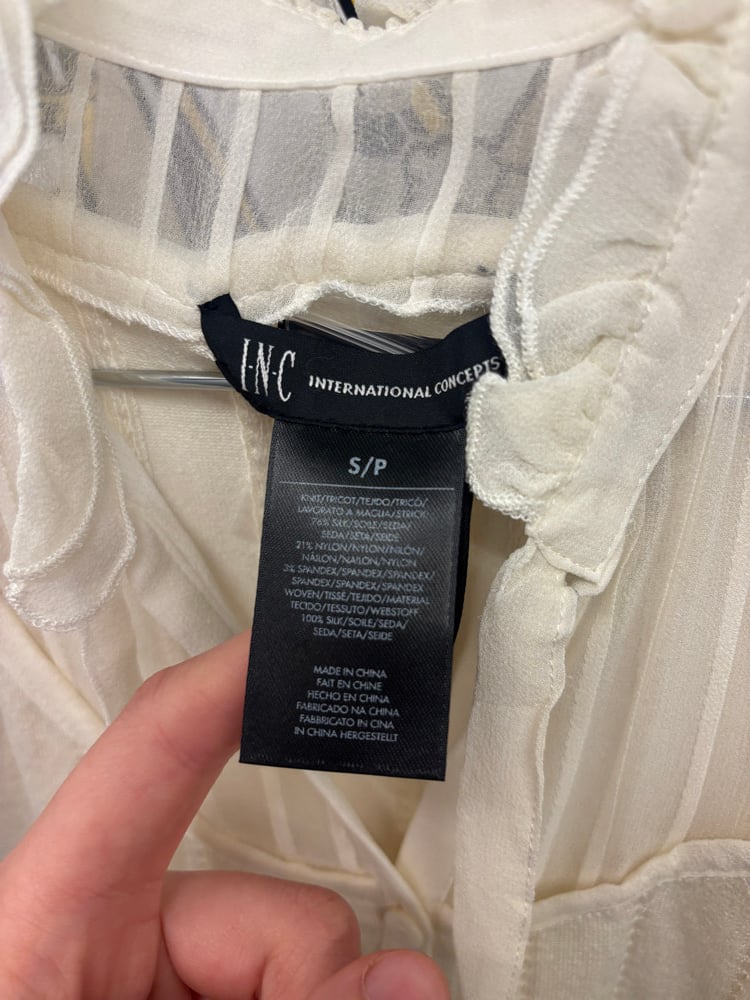 I·N·C INTERNATIONAL CONCEPTS
S/P
KNIT/TRICOT/TEJIDO/TRICÔ/
LAVORATO A MAGLIA/STRICK
76% SILK/SOIE/SEDA/
SEDA/SETA/SEIDE
21% NYLON/NYLON/NILÓN/
NÁILON/NAILON/NYLON
3% SPANDEX/SPANDEX/SPANDEX/
SPANDEX/SPANDEX/SPANDEX
WOVEN/TISSÉ/TEJIDO/MATERIAL
TECIDO/TESSUTO/WEBSTOFF
100% SILK/SOIE/SEDA/
SEDA/SETA/SEIDE
MADE IN CHINA
FAIT EN CHINE
HECHO EN CHINA
FABRICADO NA CHINA
FABBRICATO IN CINA
IN CHINA HERGESTELLT